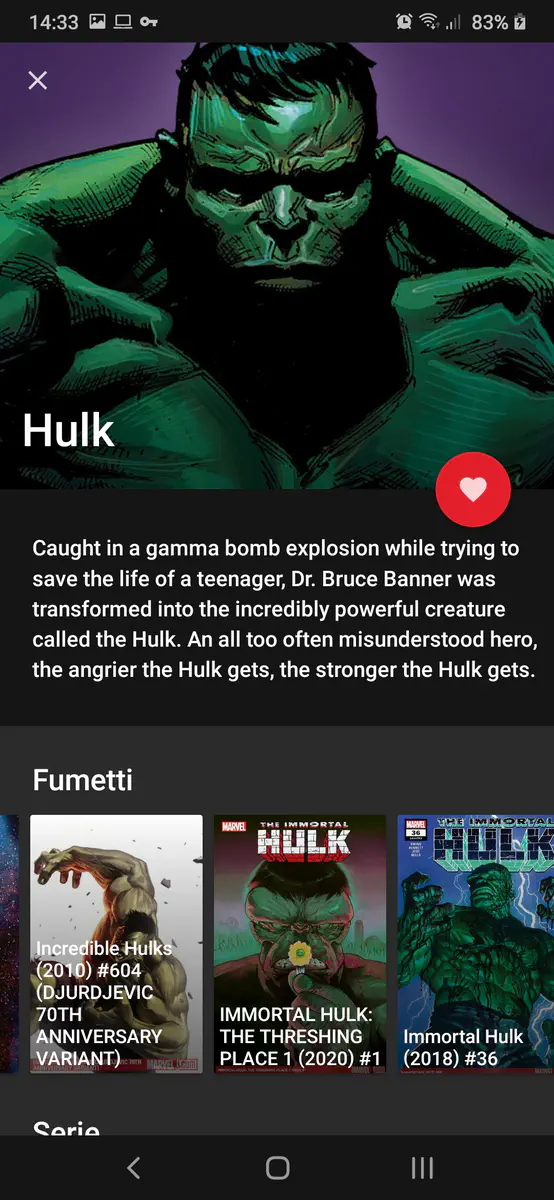 14:33
83%
Hulk
Caught in a gamma bomb explosion while trying to
save the life of a teenager, Dr. Bruce Banner was
transformed into the incredibly powerful creature
called the Hulk. An all too often misunderstood hero,
the angrier the Hulk gets, the stronger the Hulk gets.
Fumetti
Incredible Hulks
(2010) #604
(DJURDJEVIC
70TH
ANNIVERSARY
VARIANT)
MARVEL
THE IMMORTAL
HULK
IMMORTAL HULK:
THE THRESHING
PLACE 1 (2020) #1
MARVEL
36
THE IMMORTAL
HULK
Immortal Hulk
(2018) #36
Serie